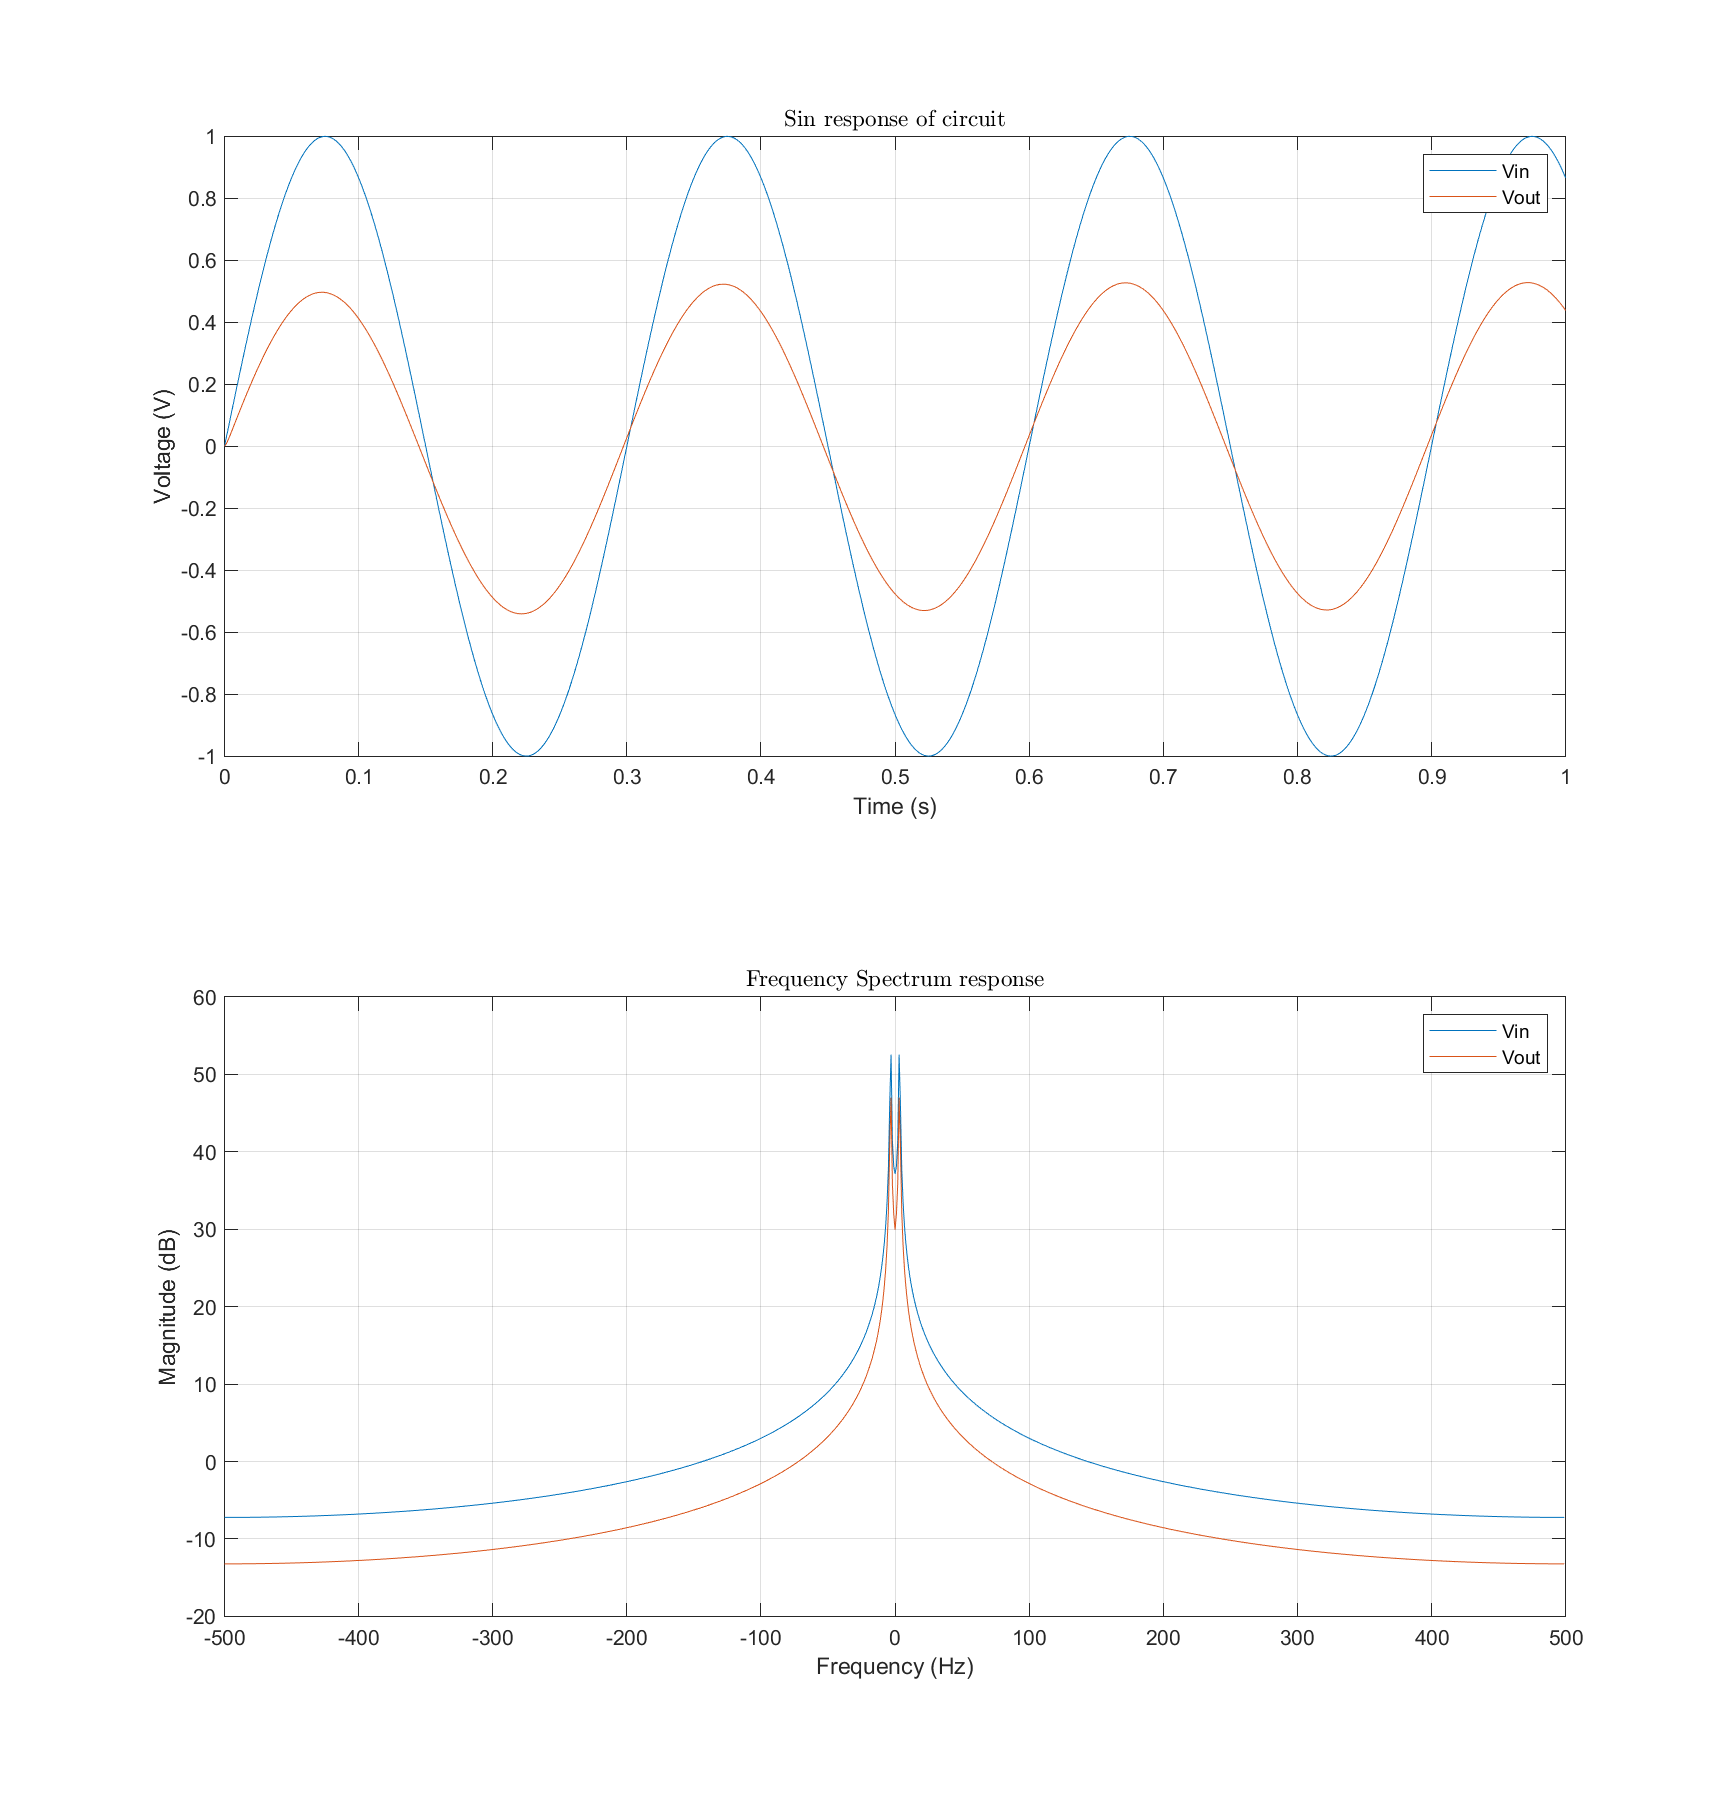 Sin response of circuit
1
0.8
0.6
0.4
0.2
0
-0.2
-0.4
-0.6
-0.8
-1
Voltage (V)
Vin
Vout
0 0.1 0.2 0.3 0.4 0.5 0.6 0.7 0.8 0.9 1
Time (s)
Frequency Spectrum response
60
50
40
30
20
10
0
-10
-20
Magnitude (dB)
Vin
Vout
-500 -400 -300 -200 -100 0 100 200 300 400 500
Frequency (Hz)